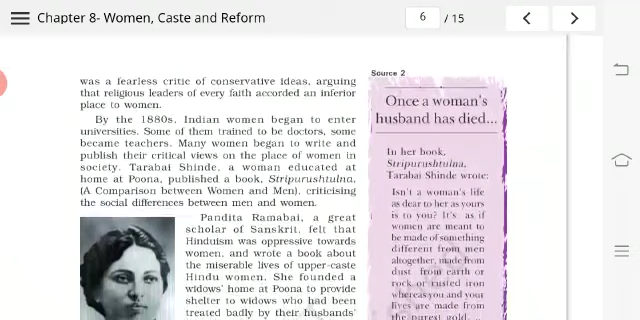 Chapter 8- Women, Caste and Reform
6 / 15
was a fearless critic of conservative ideas, arguing
that religious leaders of every faith accorded an inferior
place to women.
By the 1880s, Indian women began to enter
universities. Some of them trained to be doctors, some
became teachers. Many women began to write and
publish their critical views on the place of women in
society. Tarabai Shinde, a woman educated at
home at Poona, published a book, Stripurushtulna,
(A Comparison between Women and Men), criticising
the social differences between men and women.
Pandita Ramabai, a great
scholar of Sanskrit, felt that
Hinduism was oppressive towards
women, and wrote a book about
the miserable lives of upper-caste
Hindu women. She founded a
widows' home at Poona to provide
shelter to widows who had been
treated badly by their husbands'
Source 2
Once a woman's
husband has died...
In her book,
Stripurushtulna,
Tarabai Shinde wrote:
Isn't a woman's life
as dear to her as yours
is to you? It's as if
women are meant to
be made of something
different from men
altogether, made from
dust from earth or
rock or rusted iron
whereas you and your
lives are made from
the purest gold. ...